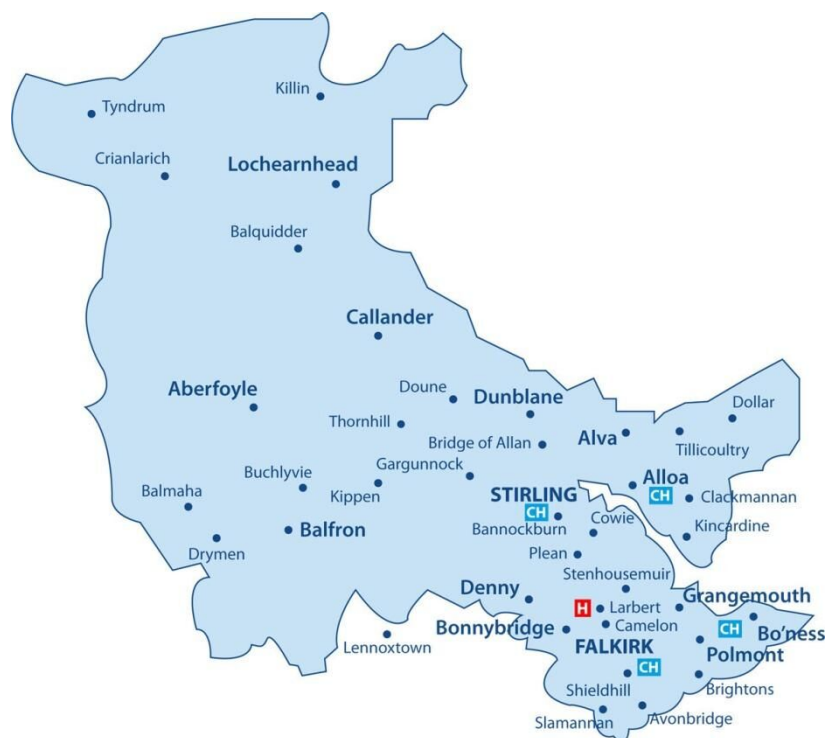 Killin
Tyndrum
Crianlarich
Lochearnhead
Balquidder
Callander
Aberfoyle
Doune
Dunblane
Dollar
Thornhill
Bridge of Allan
Alva
Tillicoultry
Buchlyvie
Gargunnock
Alloa
CH
Balmaha
Kippen
STIRLING
CH
Clackmannan
Balfron
Bannockburn
Cowie
Kincardine
Drymen
Plean
Stenhousemuir
Denny
Grangemouth
H
Larbert
Bonnybridge
Camelon
CH
Bo'ness
Lennoxtown
FALKIRK
CH
Polmont
Shieldhill
Brightons
Slamannan
Avonbridge